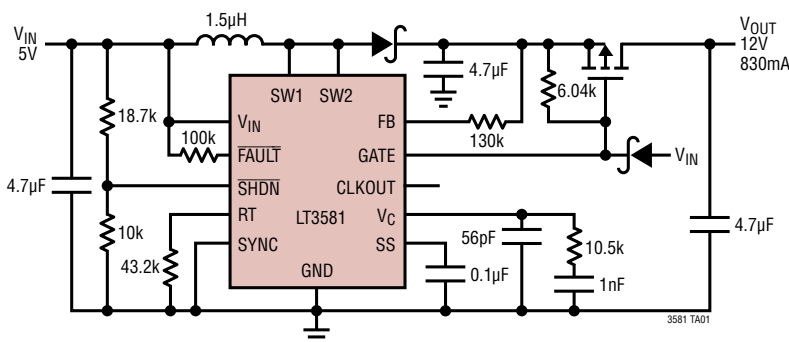 1.5µH
VIN
5V
VOUT
12V
830mA
4.7µF
6.04k
SW1 SW2
18.7k
VIN
FB
130k
100k
FAULT
GATE
VIN
4.7µF
SHDN
CLKOUT
4.7µF
RT
LT3581
VC
10k
SYNC
SS
56pF
10.5k
43.2k
GND
0.1µF
1nF
3581 TA01